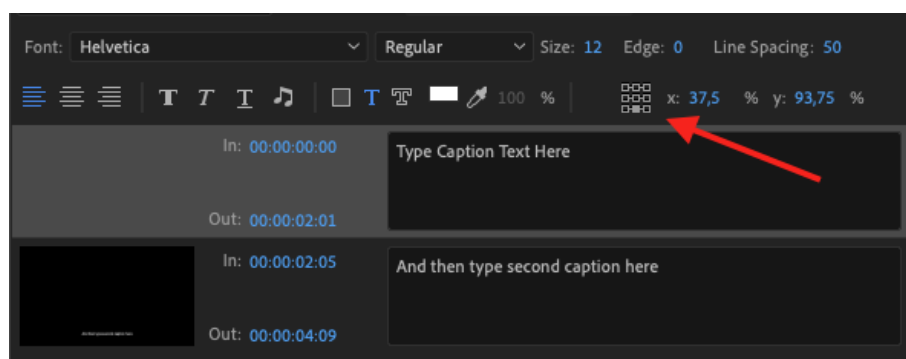 Font: Helvetica Regular Size: 12 Edge: 0 Line Spacing: 50
T T T T T 100 % x: 37,5 % y: 93,75 %
In: 00:00:00:00 Type Caption Text Here
Out: 00:00:02:01
In: 00:00:02:05 And then type second caption here
Out: 00:00:04:09